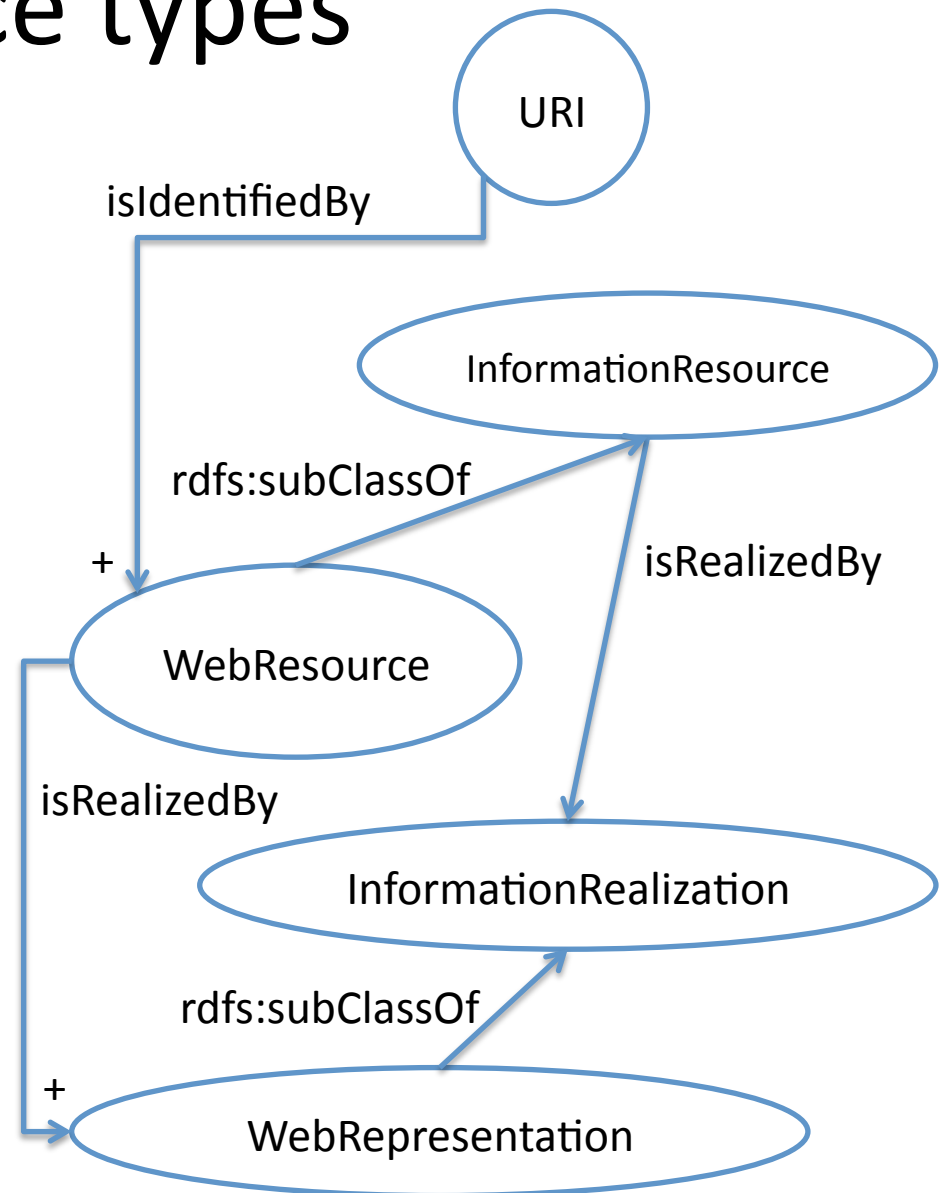 ce types
URI
isIdentifiedBy
InformationResource
rdfs:subClassOf
isRealizedBy
+
WebResource
isRealizedBy
InformationRealization
rdfs:subClassOf
+
WebRepresentation